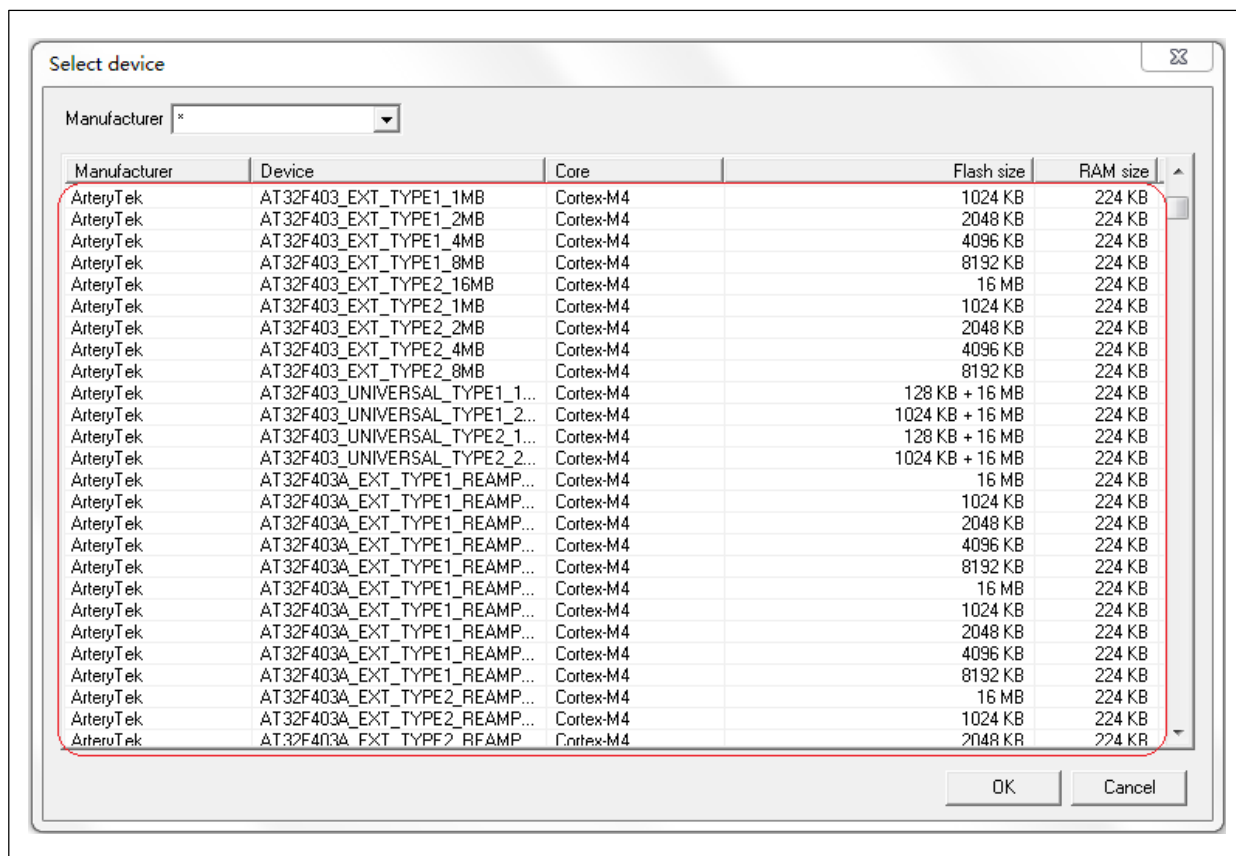 Select device
Manufacturer *
Manufacturer Device Core Flash size RAM size
ArteryTek AT32F403_EXT_TYPE1_1MB Cortex-M4 1024 KB 224 KB
ArteryTek AT32F403_EXT_TYPE1_2MB Cortex-M4 2048 KB 224 KB
ArteryTek AT32F403_EXT_TYPE1_4MB Cortex-M4 4096 KB 224 KB
ArteryTek AT32F403_EXT_TYPE1_8MB Cortex-M4 8192 KB 224 KB
ArteryTek AT32F403_EXT_TYPE2_16MB Cortex-M4 16 MB 224 KB
ArteryTek AT32F403_EXT_TYPE2_1MB Cortex-M4 1024 KB 224 KB
ArteryTek AT32F403_EXT_TYPE2_2MB Cortex-M4 2048 KB 224 KB
ArteryTek AT32F403_EXT_TYPE2_4MB Cortex-M4 4096 KB 224 KB
ArteryTek AT32F403_EXT_TYPE2_8MB Cortex-M4 8192 KB 224 KB
ArteryTek AT32F403_UNIVERSAL_TYPE1_1... Cortex-M4 128 KB + 16 MB 224 KB
ArteryTek AT32F403_UNIVERSAL_TYPE1_2... Cortex-M4 1024 KB + 16 MB 224 KB
ArteryTek AT32F403_UNIVERSAL_TYPE2_1... Cortex-M4 128 KB + 16 MB 224 KB
ArteryTek AT32F403_UNIVERSAL_TYPE2_2... Cortex-M4 1024 KB + 16 MB 224 KB
ArteryTek AT32F403A_EXT_TYPE1_REAMP... Cortex-M4 16 MB 224 KB
ArteryTek AT32F403A_EXT_TYPE1_REAMP... Cortex-M4 1024 KB 224 KB
ArteryTek AT32F403A_EXT_TYPE1_REAMP... Cortex-M4 2048 KB 224 KB
ArteryTek AT32F403A_EXT_TYPE1_REAMP... Cortex-M4 4096 KB 224 KB
ArteryTek AT32F403A_EXT_TYPE1_REAMP... Cortex-M4 8192 KB 224 KB
ArteryTek AT32F403A_EXT_TYPE1_REAMP... Cortex-M4 16 MB 224 KB
ArteryTek AT32F403A_EXT_TYPE1_REAMP... Cortex-M4 1024 KB 224 KB
ArteryTek AT32F403A_EXT_TYPE1_REAMP... Cortex-M4 2048 KB 224 KB
ArteryTek AT32F403A_EXT_TYPE1_REAMP... Cortex-M4 4096 KB 224 KB
ArteryTek AT32F403A_EXT_TYPE1_REAMP... Cortex-M4 8192 KB 224 KB
ArteryTek AT32F403A_EXT_TYPE2_REAMP... Cortex-M4 16 MB 224 KB
ArteryTek AT32F403A_EXT_TYPE2_REAMP... Cortex-M4 1024 KB 224 KB
ArteryTek AT32F403A_EXT_TYPE2_REAMP Cortex-M4 2048 KB 224 KB
OK Cancel